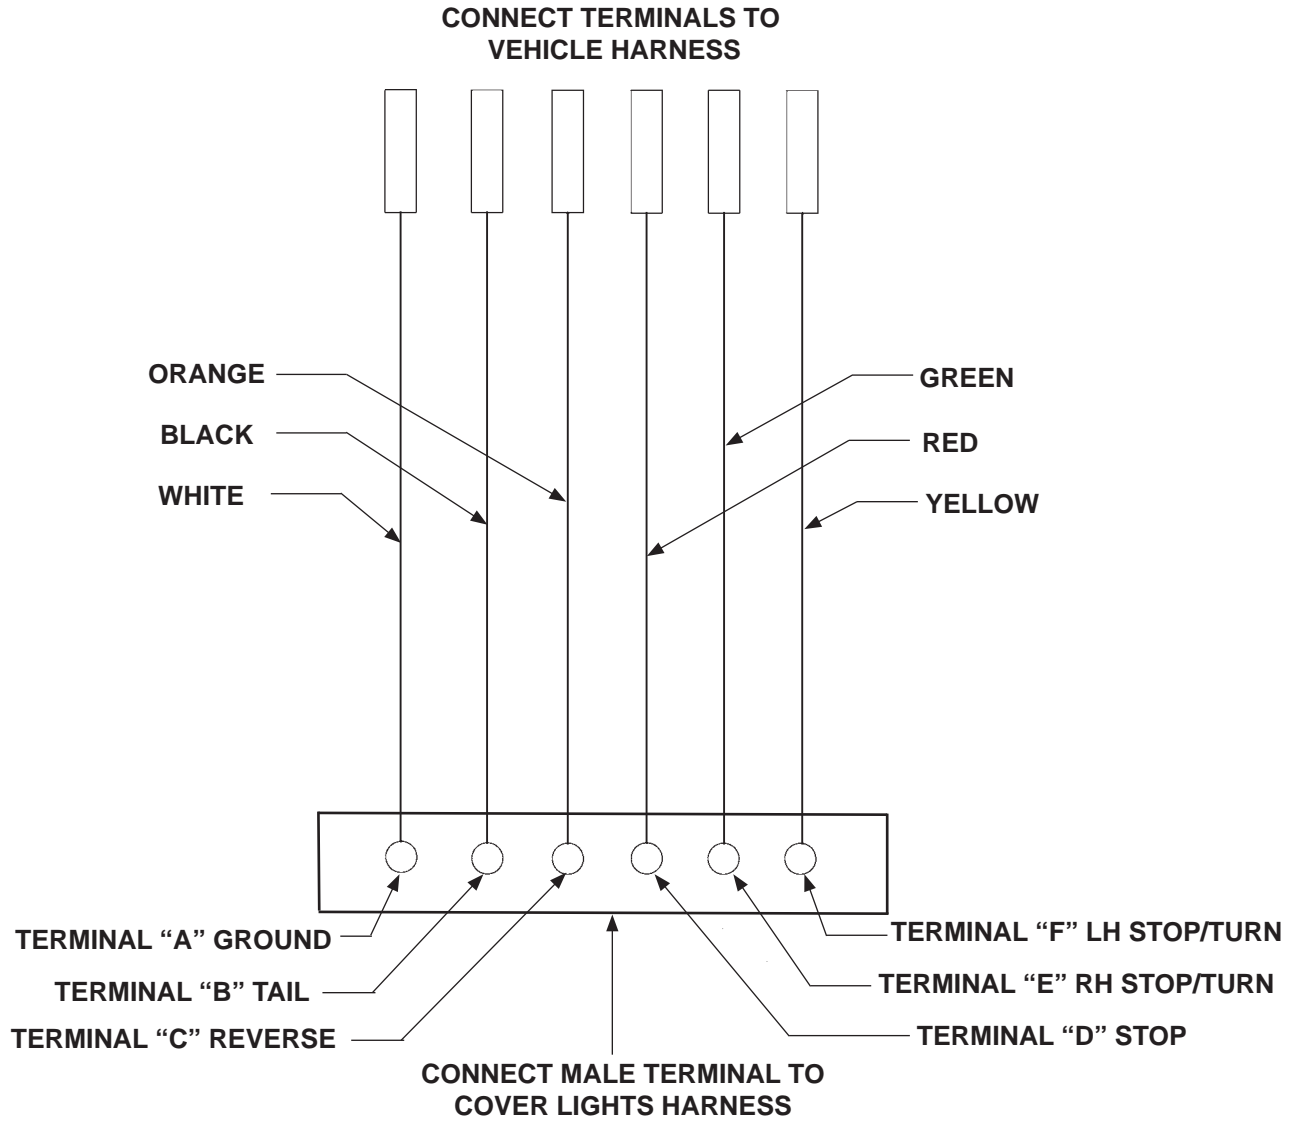 CONNECT TERMINALS TO
VEHICLE HARNESS
ORANGE
BLACK
WHITE
GREEN
RED
YELLOW
TERMINAL “A” GROUND
TERMINAL “B” TAIL
TERMINAL “C” REVERSE
TERMINAL “F” LH STOP/TURN
TERMINAL “E” RH STOP/TURN
TERMINAL “D” STOP
CONNECT MALE TERMINAL TO
COVER LIGHTS HARNESS